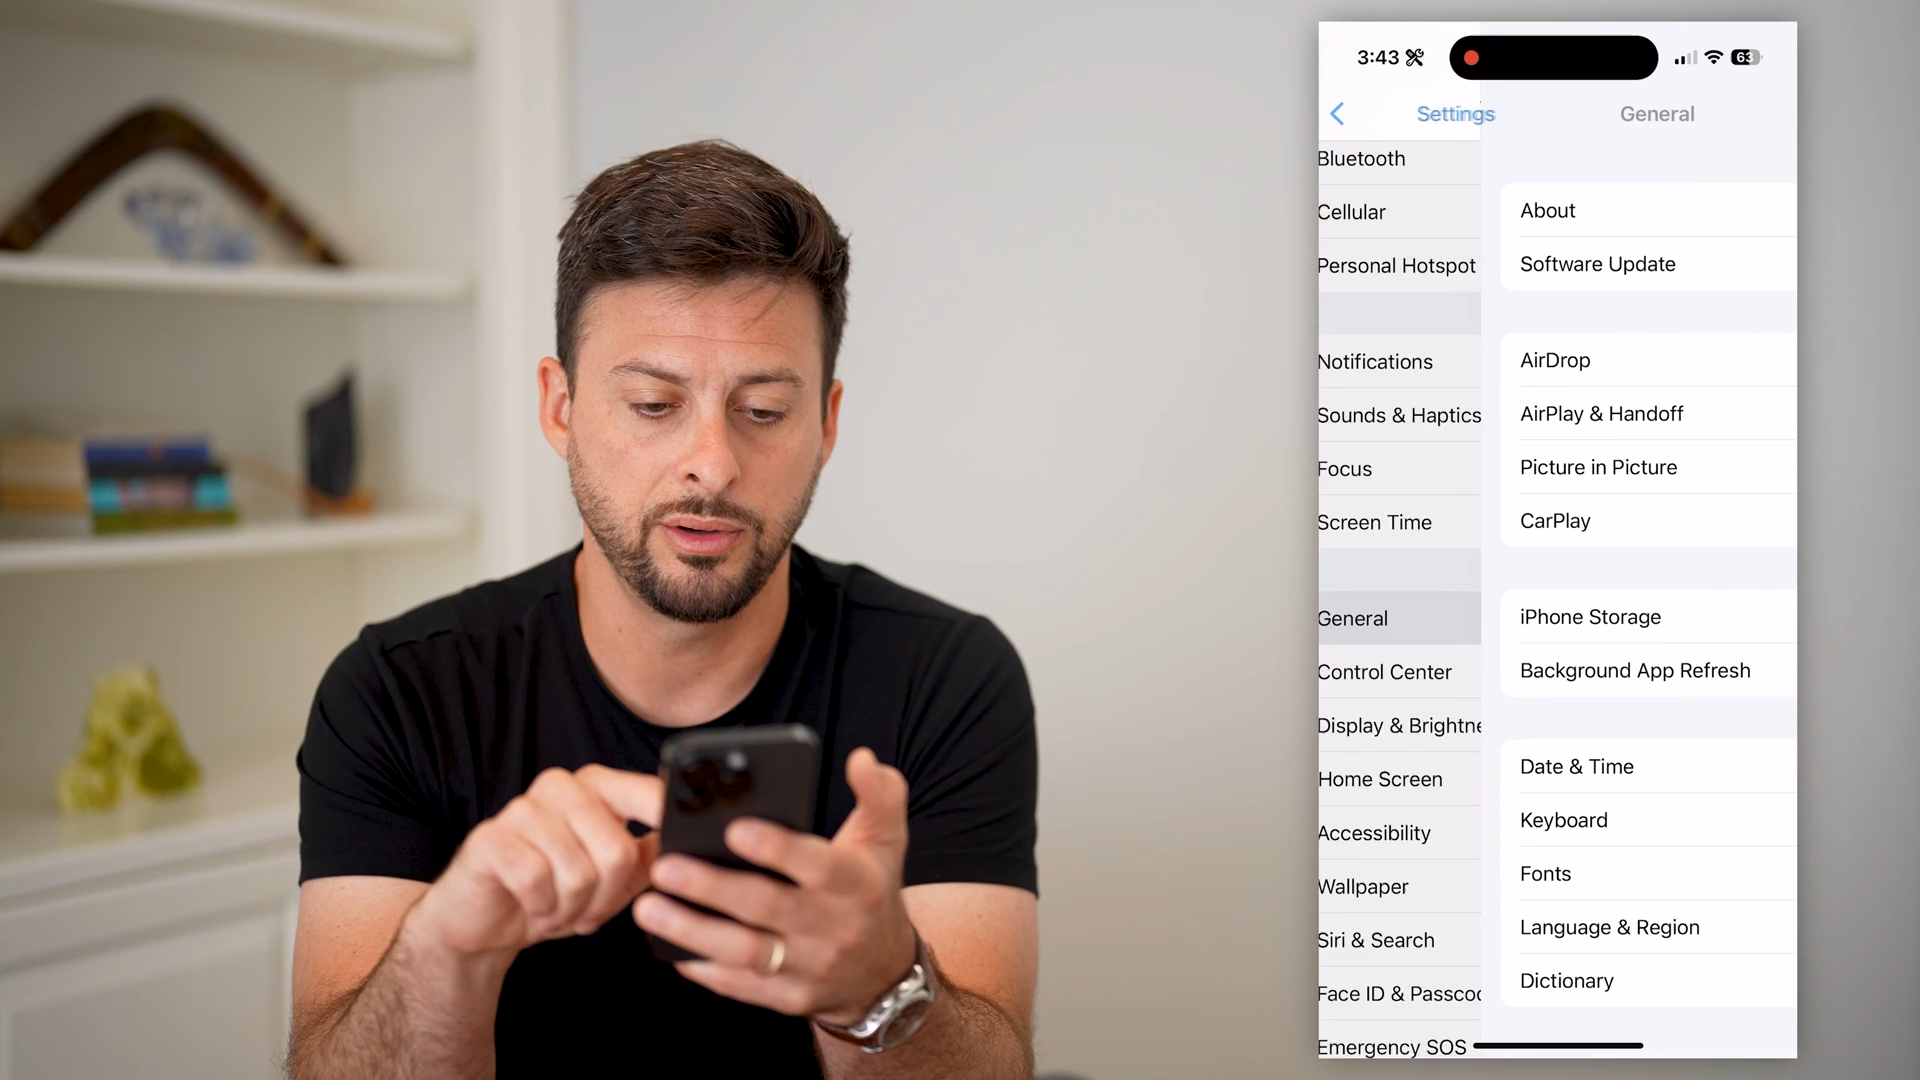 3:43
63
Settings
General
Bluetooth
Cellular
Personal Hotspot
Notifications
Sounds & Haptics
Focus
Screen Time
General
Control Center
Display & Brightne
Home Screen
Accessibility
Wallpaper
Siri & Search
Face ID & Passcod
Emergency SOS
About
Software Update
AirDrop
AirPlay & Handoff
Picture in Picture
CarPlay
iPhone Storage
Background App Refresh
Date & Time
Keyboard
Fonts
Language & Region
Dictionary